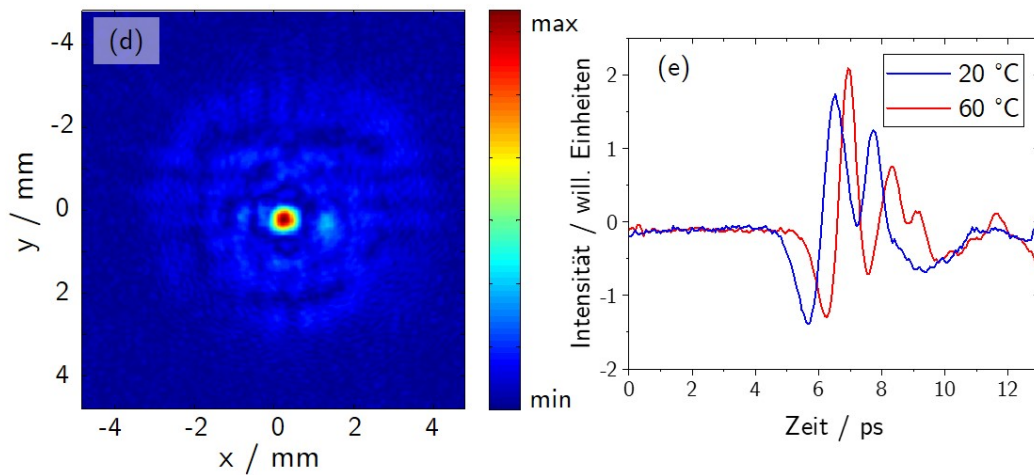 (d)
-4
-2
0
2
4
y / mm
-4
-2
0
2
4
x / mm
max
min
(e)
20 °C
60 °C
2
1
0
-1
-2
Intensität / will. Einheiten
0
2
4
6
8
10
12
Zeit / ps